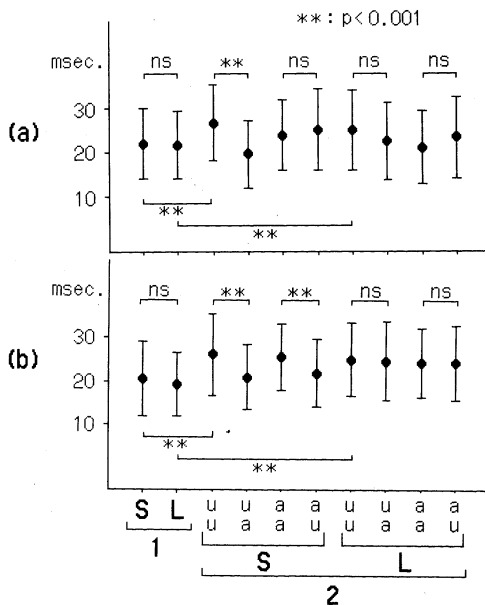 **: p<0.001
msec.
ns ** ns ns ns
30
(a)
20
10
**
**
msec.
ns ** ** ns ns
30
(b)
20
10
**
**
S L u u a a u u a a
u a a u u a a u
1 S L
2